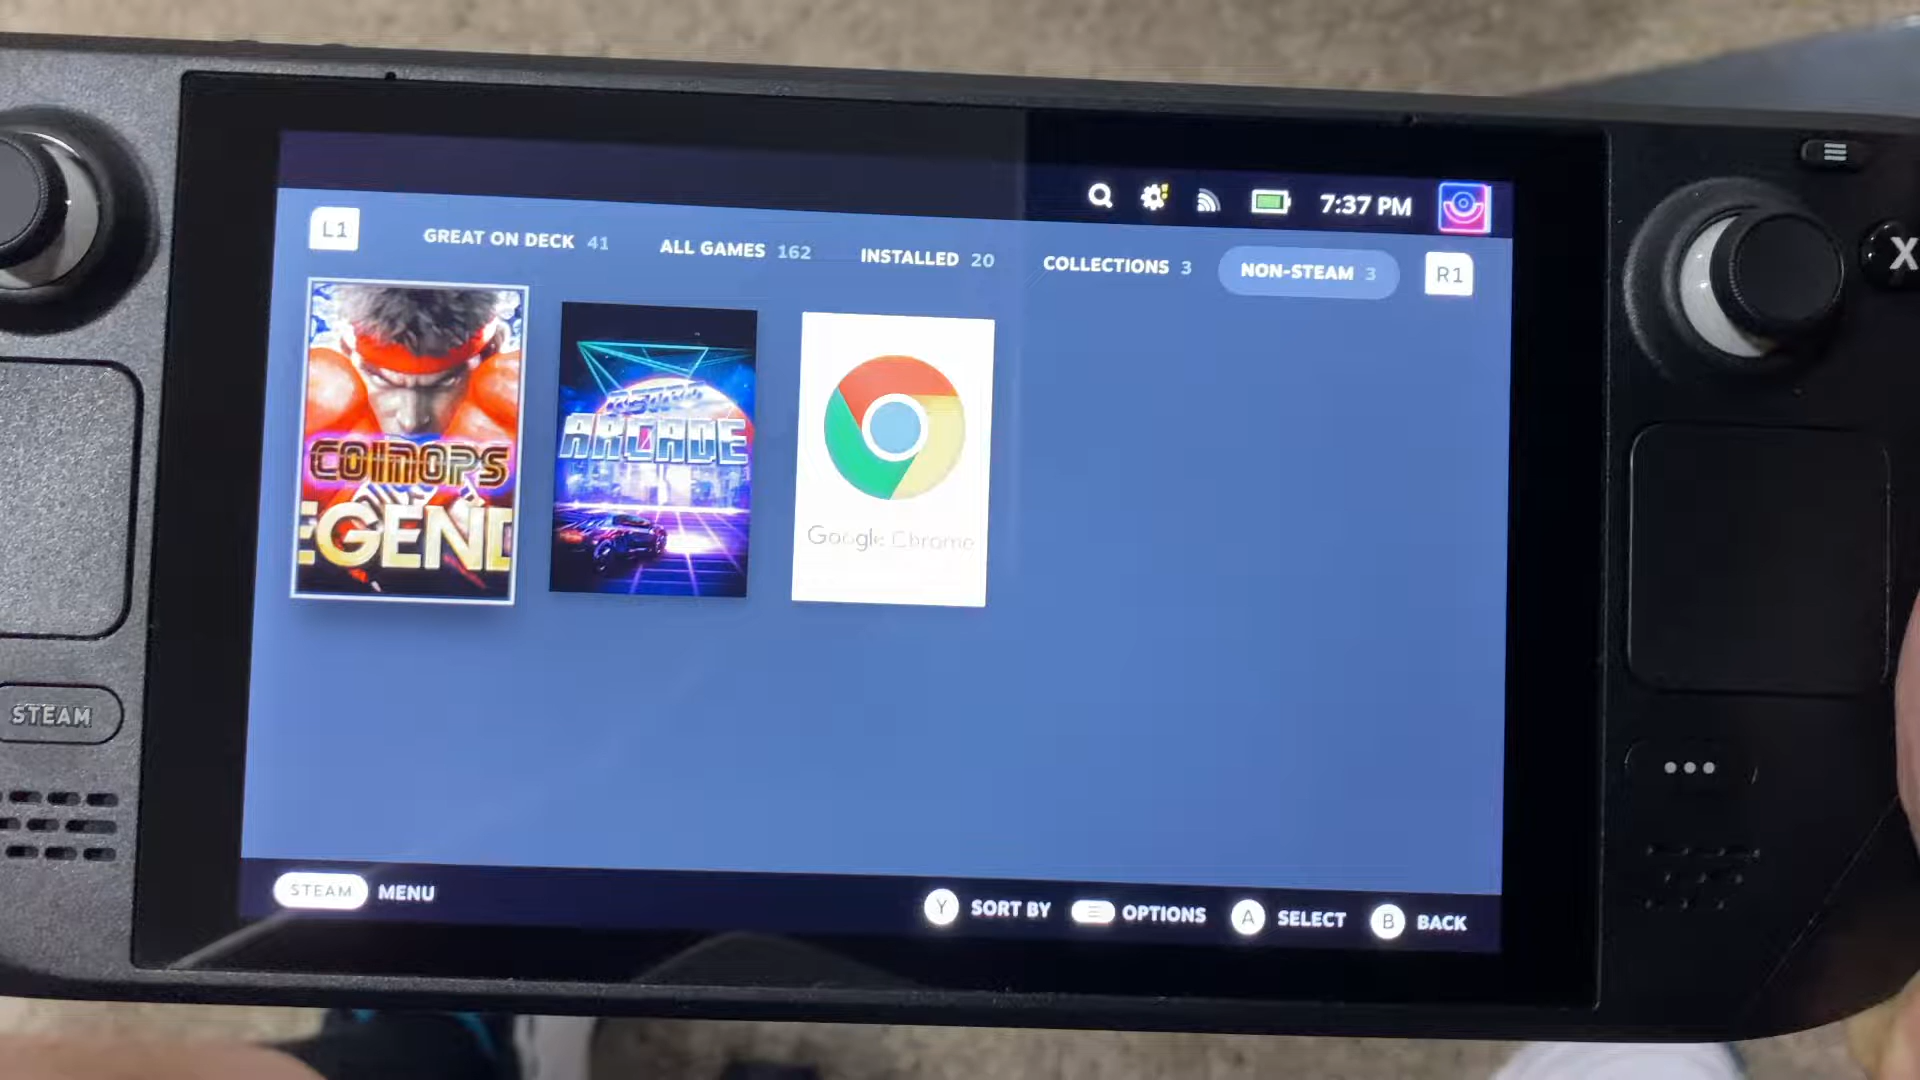 7:37 PM
L1 GREAT ON DECK 41 ALL GAMES 162 INSTALLED 20 COLLECTIONS 3 NON-STEAM 3 R1
X
COINOPS
EGEND
RETRO
ARCADE
Google Chrome
STEAM
STEAM MENU Y SORT BY OPTIONS A SELECT B BACK